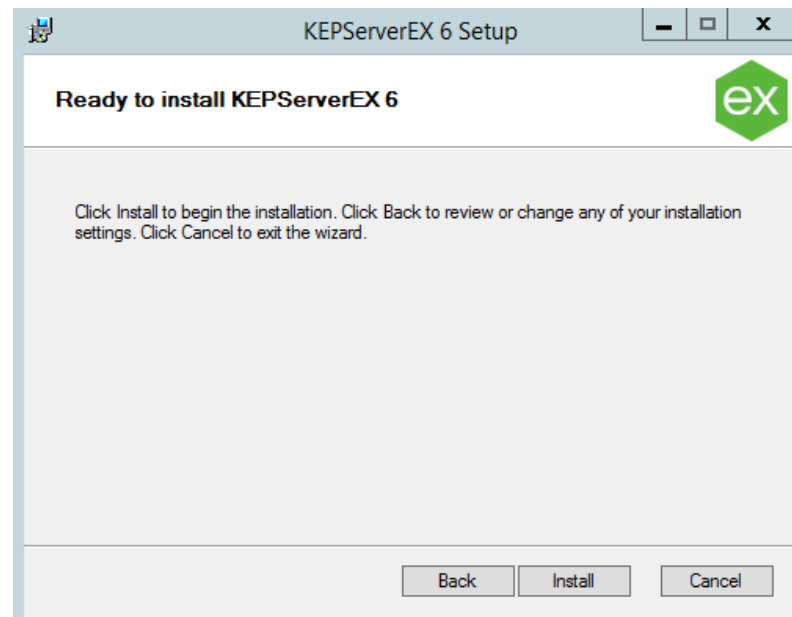 KEPServerEX 6 Setup
Ready to install KEPServerEX 6
ex
Click Install to begin the installation. Click Back to review or change any of your installation
settings. Click Cancel to exit the wizard.
Back Install Cancel